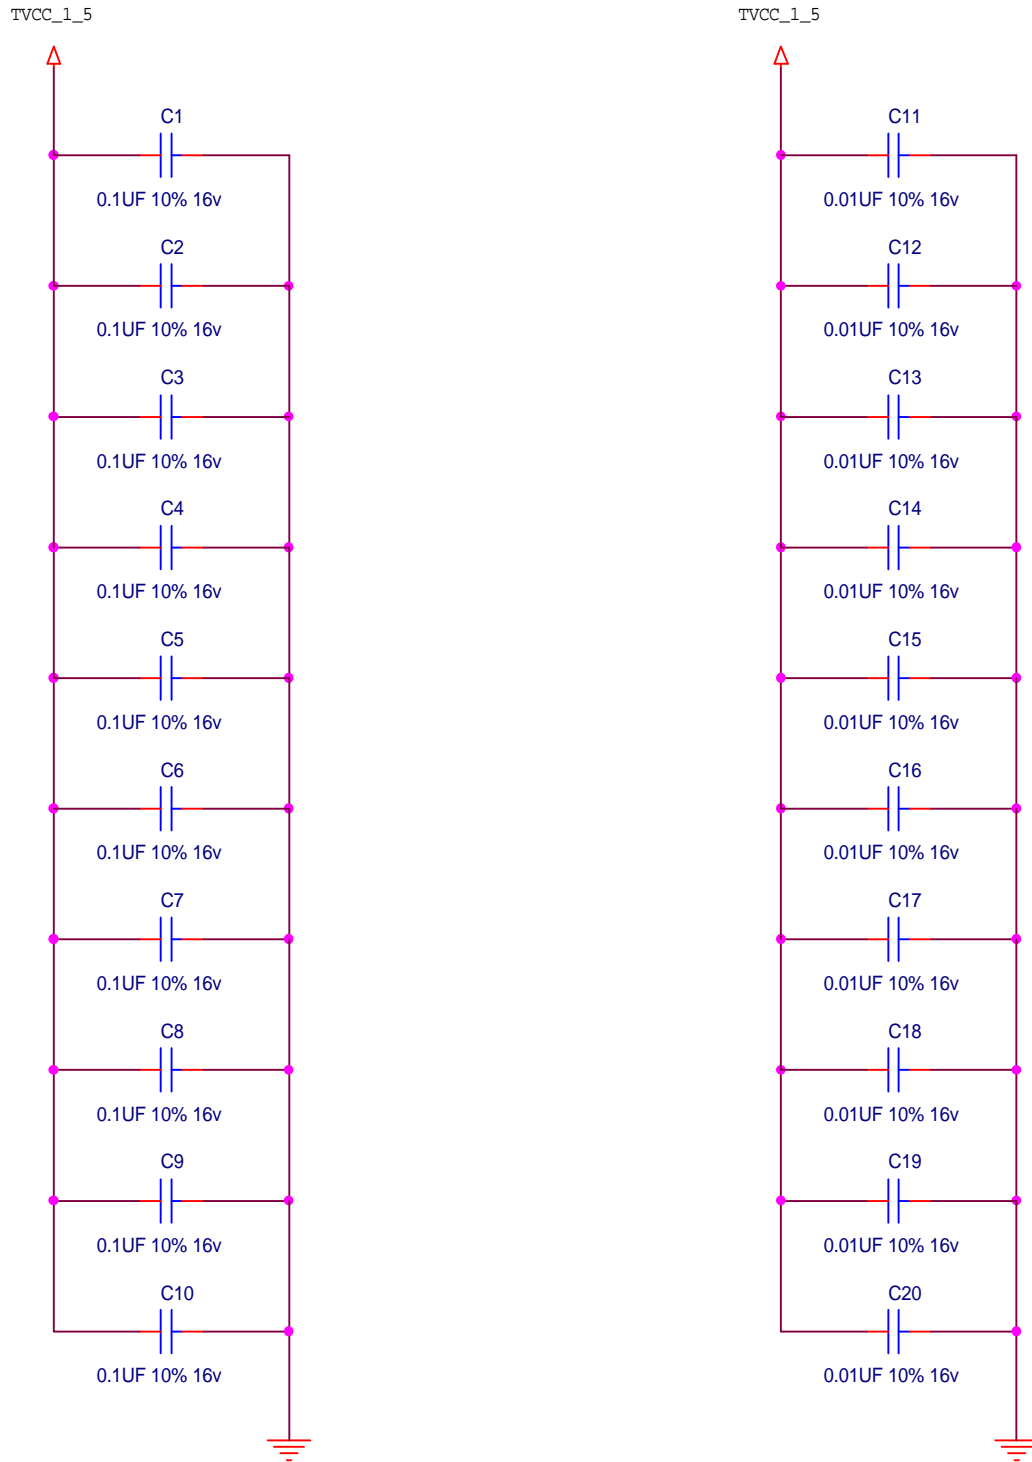 TVCC_1_5
C1
0.1UF 10% 16v
C2
0.1UF 10% 16v
C3
0.1UF 10% 16v
C4
0.1UF 10% 16v
C5
0.1UF 10% 16v
C6
0.1UF 10% 16v
C7
0.1UF 10% 16v
C8
0.1UF 10% 16v
C9
0.1UF 10% 16v
C10
0.1UF 10% 16v
TVCC_1_5
C11
0.01UF 10% 16v
C12
0.01UF 10% 16v
C13
0.01UF 10% 16v
C14
0.01UF 10% 16v
C15
0.01UF 10% 16v
C16
0.01UF 10% 16v
C17
0.01UF 10% 16v
C18
0.01UF 10% 16v
C19
0.01UF 10% 16v
C20
0.01UF 10% 16v